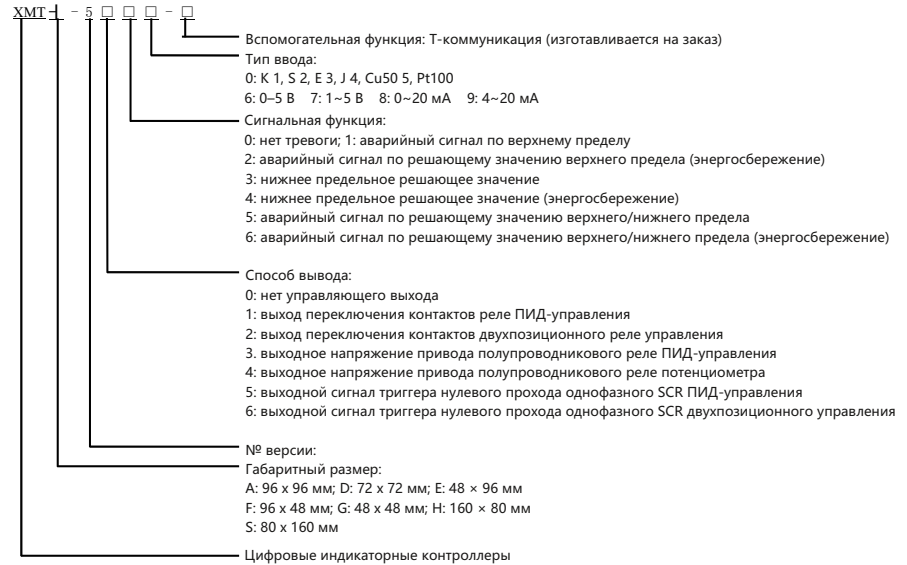 XMT - 5 □ □ □ - □
Вспомогательная функция: T-коммуникация (изготавливается на заказ)
Тип ввода:
0: K 1, S 2, E 3, J 4, Cu50 5, Pt100
6: 0–5 В 7: 1~5 В 8: 0~20 мА 9: 4~20 мА
Сигнальная функция:
0: нет тревоги; 1: аварийный сигнал по верхнему пределу
2: аварийный сигнал по решающему значению верхнего предела (энергосбережение)
3: нижнее предельное решающее значение
4: нижнее предельное решающее значение (энергосбережение)
5: аварийный сигнал по решающему значению верхнего/нижнего предела
6: аварийный сигнал по решающему значению верхнего/нижнего предела (энергосбережение)
Способ вывода:
0: нет управляющего выхода
1: выход переключения контактов реле ПИД-управления
2: выход переключения контактов двухпозиционного реле управления
3. выходное напряжение привода полупроводникового реле ПИД-управления
4: выходное напряжение привода полупроводникового реле потенциометра
5: выходной сигнал триггера нулевого прохода однофазного SCR ПИД-управления
6: выходной сигнал триггера нулевого прохода однофазного SCR двухпозиционного управления
№ версии:
Габаритный размер:
A: 96 x 96 мм; D: 72 x 72 мм; E: 48 × 96 мм
F: 96 x 48 мм; G: 48 x 48 мм; H: 160 × 80 мм
S: 80 x 160 мм
Цифровые индикаторные контроллеры